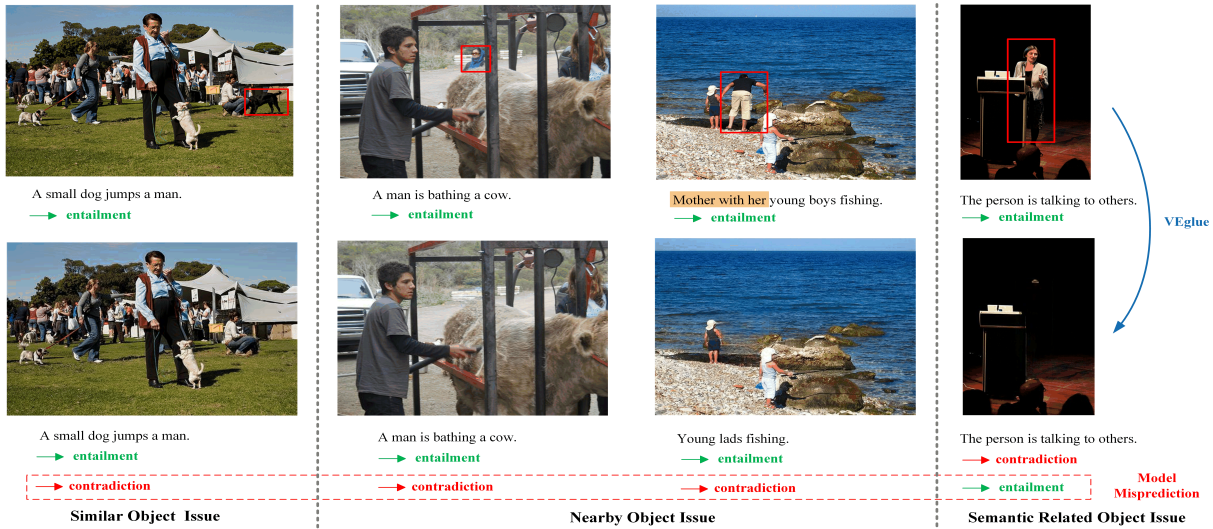 A small dog jumps a man.
entailment
A man is bathing a cow.
entailment
Mother with her young boys fishing.
entailment
The person is talking to others.
entailment
VEglue
A small dog jumps a man.
entailment
contradiction
A man is bathing a cow.
entailment
contradiction
Young lads fishing.
entailment
contradiction
The person is talking to others.
contradiction
entailment
Model
Misprediction
Similar Object Issue
Nearby Object Issue
Semantic Related Object Issue